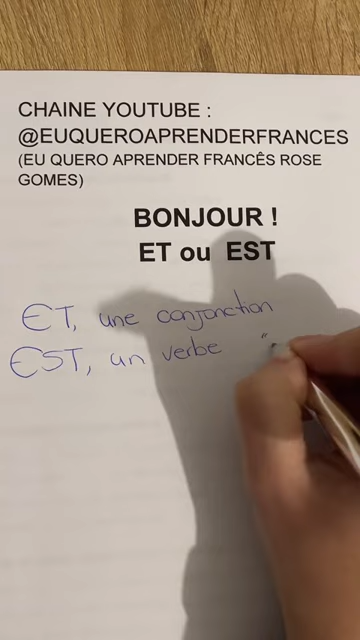 CHAINE YOUTUBE :
@EUQUEROAPRENDERFRANCES
(EU QUERO APRENDER FRANCÊS ROSE
GOMES)
BONJOUR !
ET ou EST
ET, une conjonction
EST, un verbe "